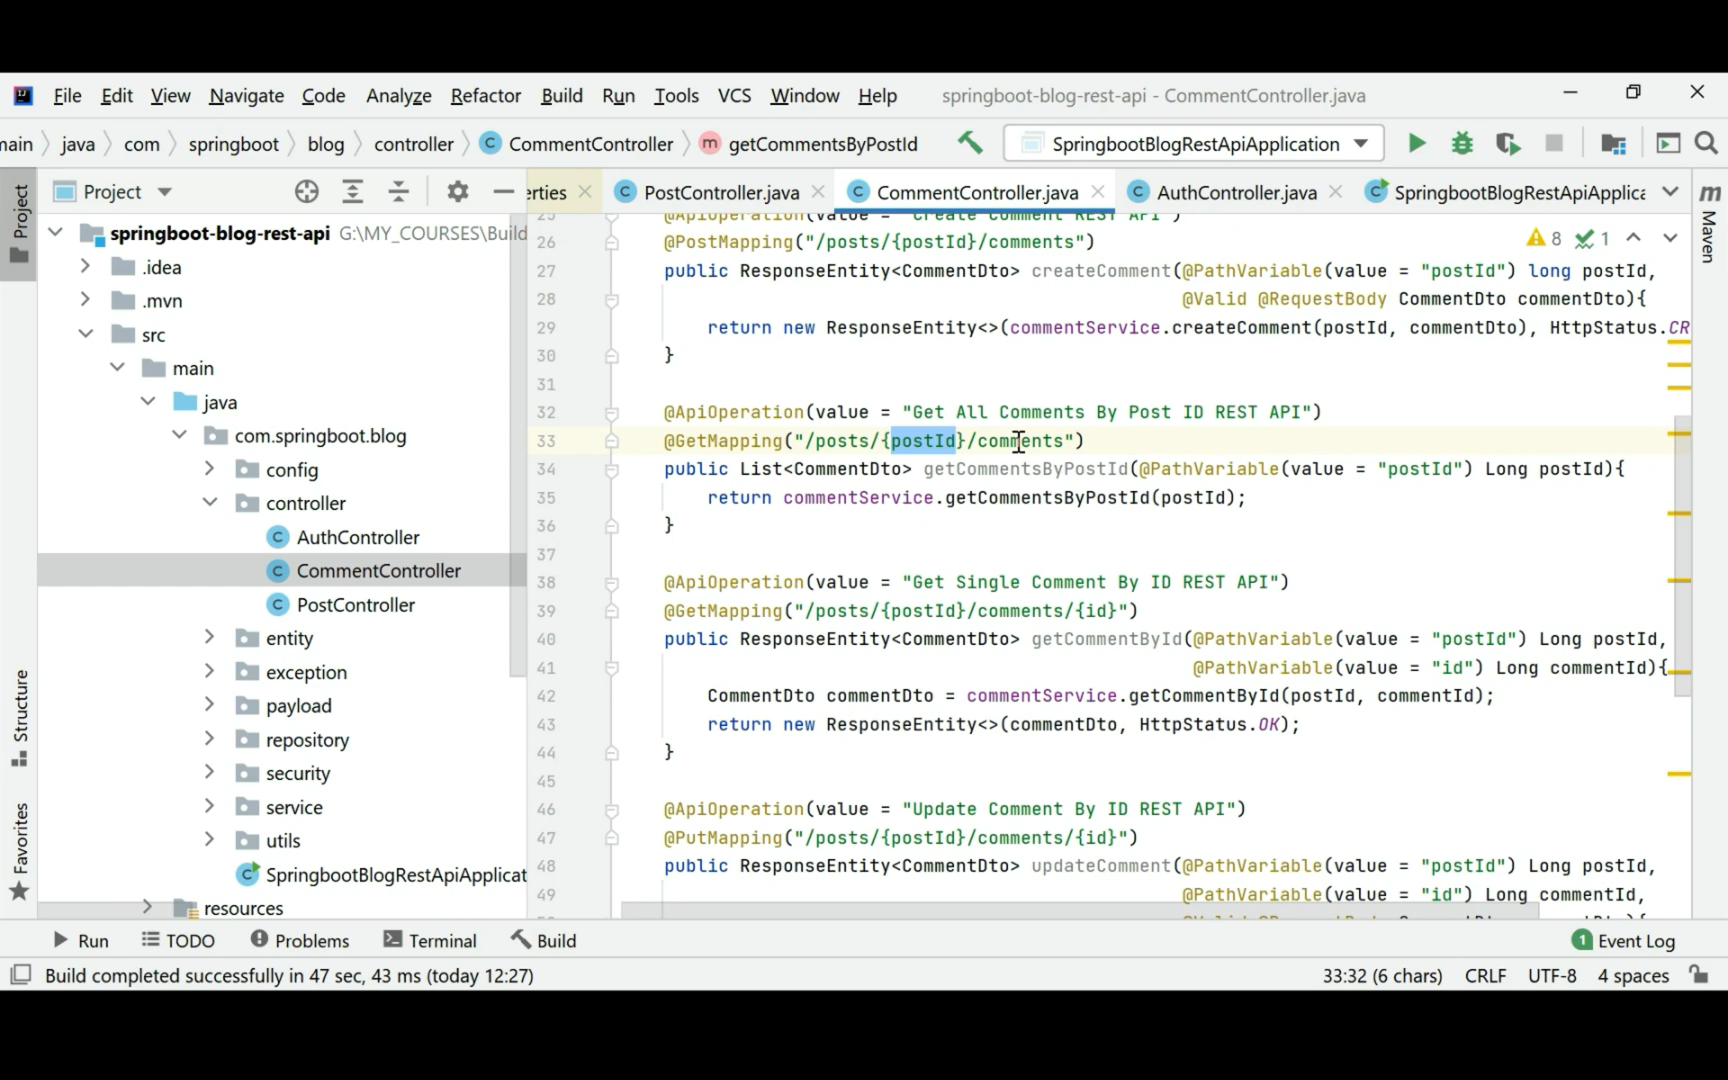 File Edit View Navigate Code Analyze Refactor Build Run Tools VCS Window Help springboot-blog-rest-api - CommentController.java
main java com springboot blog controller CommentController m getCommentsByPostId SpringbootBlogRestApiApplication
Project erties PostController.java CommentController.java AuthController.java SpringbootBlogRestApiApplica
Project
Structure
Favorites
Maven
springboot-blog-rest-api G:\MY_COURSES\Build
.idea
.mvn
src
main
java
com.springboot.blog
config
controller
AuthController
CommentController
PostController
entity
exception
payload
repository
security
service
utils
SpringbootBlogRestApiApplicat
resources
8 1
25 @ApiOperation(value = "Create Comment REST API")
26 @PostMapping("/posts/{postId}/comments")
27 public ResponseEntity<CommentDto> createComment(@PathVariable(value = "postId") long postId,
28 @Valid @RequestBody CommentDto commentDto){
29 return new ResponseEntity<>(commentService.createComment(postId, commentDto), HttpStatus.CR
30 }
31
32 @ApiOperation(value = "Get All Comments By Post ID REST API")
33 @GetMapping("/posts/{postId}/comments")
34 public List<CommentDto> getCommentsByPostId(@PathVariable(value = "postId") Long postId){
35 return commentService.getCommentsByPostId(postId);
36 }
37
38 @ApiOperation(value = "Get Single Comment By ID REST API")
39 @GetMapping("/posts/{postId}/comments/{id}")
40 public ResponseEntity<CommentDto> getCommentById(@PathVariable(value = "postId") Long postId,
41 @PathVariable(value = "id") Long commentId){
42 CommentDto commentDto = commentService.getCommentById(postId, commentId);
43 return new ResponseEntity<>(commentDto, HttpStatus.OK);
44 }
45
46 @ApiOperation(value = "Update Comment By ID REST API")
47 @PutMapping("/posts/{postId}/comments/{id}")
48 public ResponseEntity<CommentDto> updateComment(@PathVariable(value = "postId") Long postId,
49 @PathVariable(value = "id") Long commentId,
Run TODO Problems Terminal Build 1 Event Log
Build completed successfully in 47 sec, 43 ms (today 12:27) 33:32 (6 chars) CRLF UTF-8 4 spaces